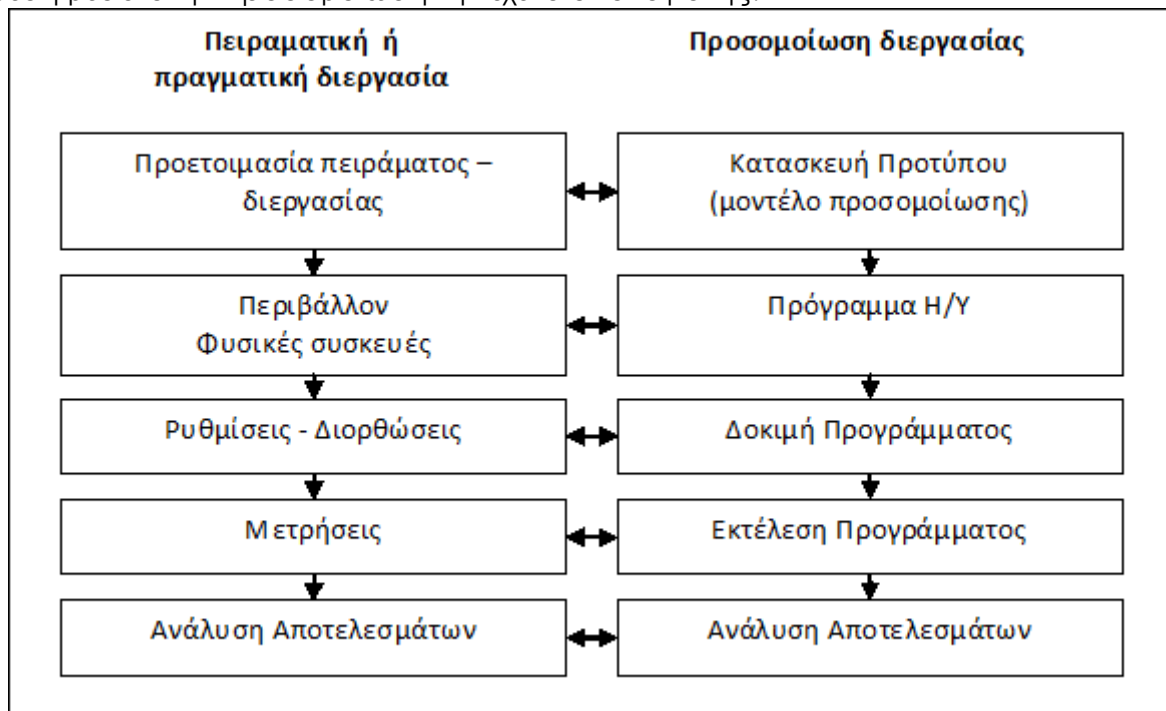 Πειραματική ή
πραγματική διεργασία
Προσομοίωση διεργασίας
Προετοιμασία πειράματος –
διεργασίας
Κατασκευή Προτύπου
(μοντέλο προσομοίωσης)
Περιβάλλον
Φυσικές συσκευές
Πρόγραμμα Η/Υ
Ρυθμίσεις - Διορθώσεις
Δοκιμή Προγράμματος
Μετρήσεις
Εκτέλεση Προγράμματος
Ανάλυση Αποτελεσμάτων
Ανάλυση Αποτελεσμάτων